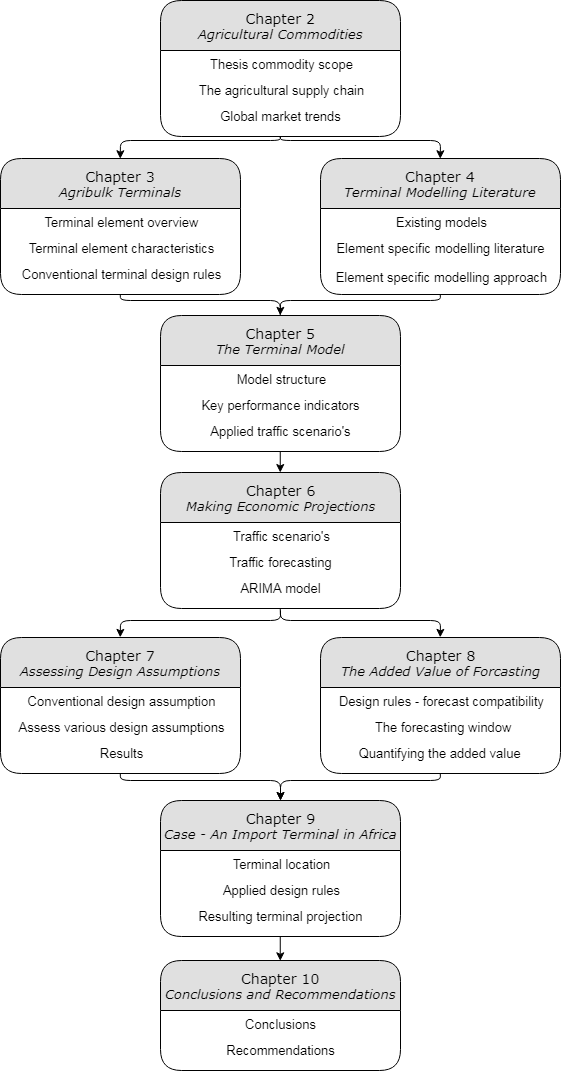 Chapter 2
Agricultural Commodities
Thesis commodity scope
The agricultural supply chain
Global market trends
Chapter 3
Agribulk Terminals
Terminal element overview
Terminal element characteristics
Conventional terminal design rules
Chapter 4
Terminal Modelling Literature
Existing models
Element specific modelling literature
Element specific modelling approach
Chapter 5
The Terminal Model
Model structure
Key performance indicators
Applied traffic scenario's
Chapter 6
Making Economic Projections
Traffic scenario's
Traffic forecasting
ARIMA model
Chapter 7
Assessing Design Assumptions
Conventional design assumption
Assess various design assumptions
Results
Chapter 8
The Added Value of Forcasting
Design rules - forecast compatibility
The forecasting window
Quantifying the added value
Chapter 9
Case - An Import Terminal in Africa
Terminal location
Applied design rules
Resulting terminal projection
Chapter 10
Conclusions and Recommendations
Conclusions
Recommendations